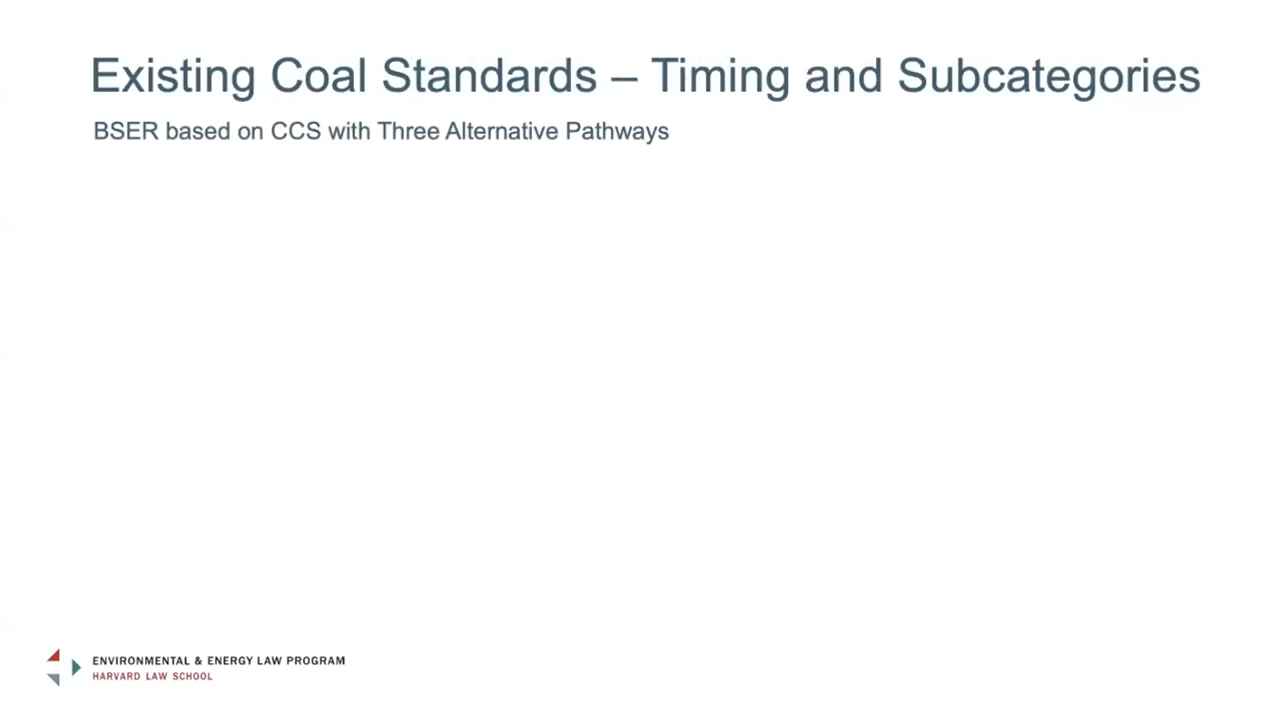 Existing Coal Standards – Timing and Subcategories
BSER based on CCS with Three Alternative Pathways
ENVIRONMENTAL & ENERGY LAW PROGRAM
HARVARD LAW SCHOOL